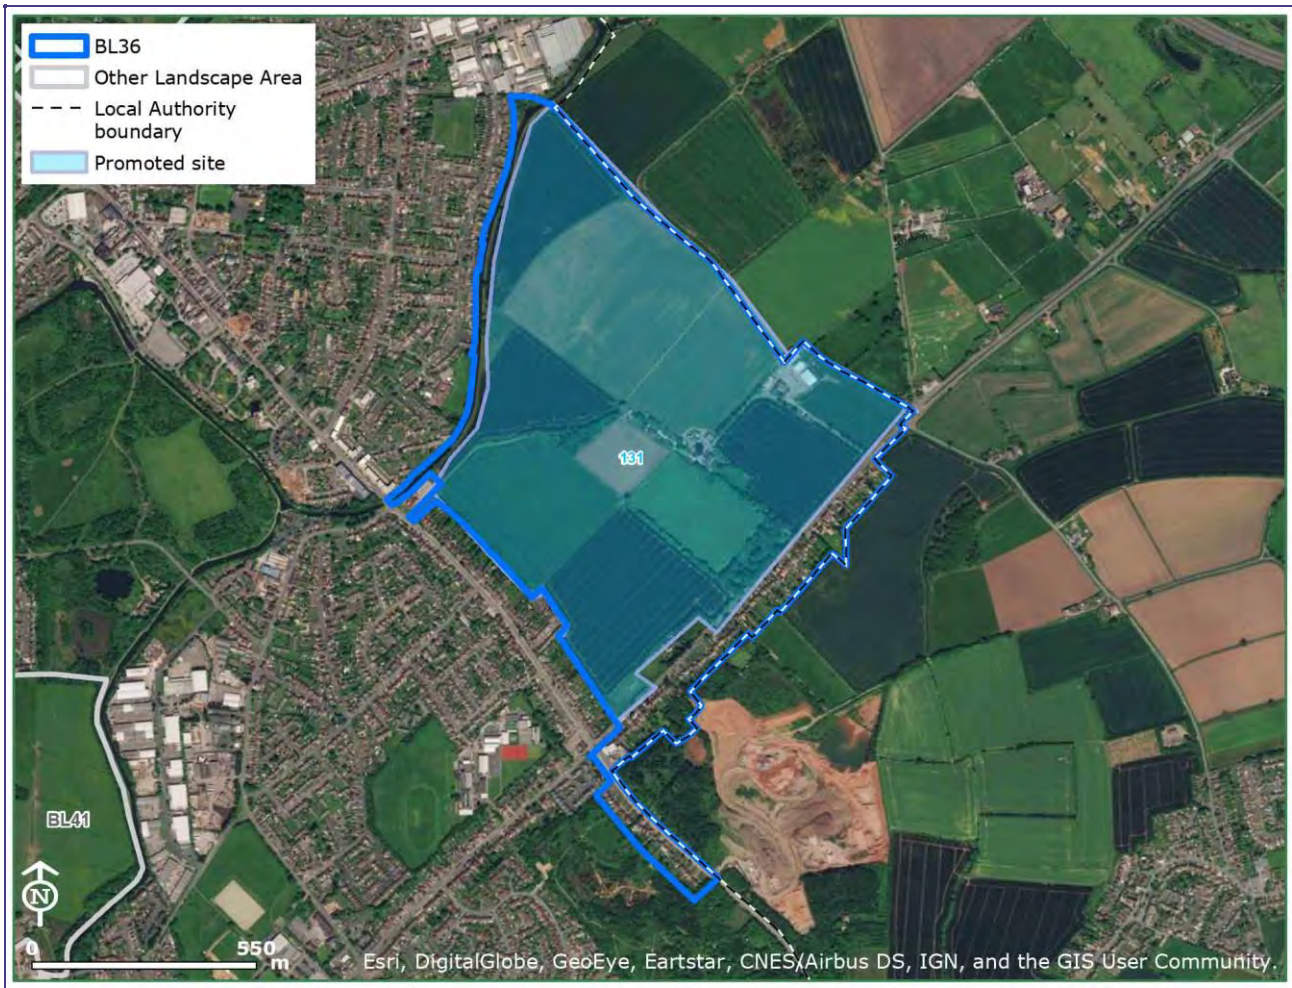 BL36
Other Landscape Area
Local Authority
boundary
Promoted site
131
BL41
N
0
550
m
Esri, DigitalGlobe, GeoEye, Eartstar, CNES/Airbus DS, IGN, and the GIS User Community.